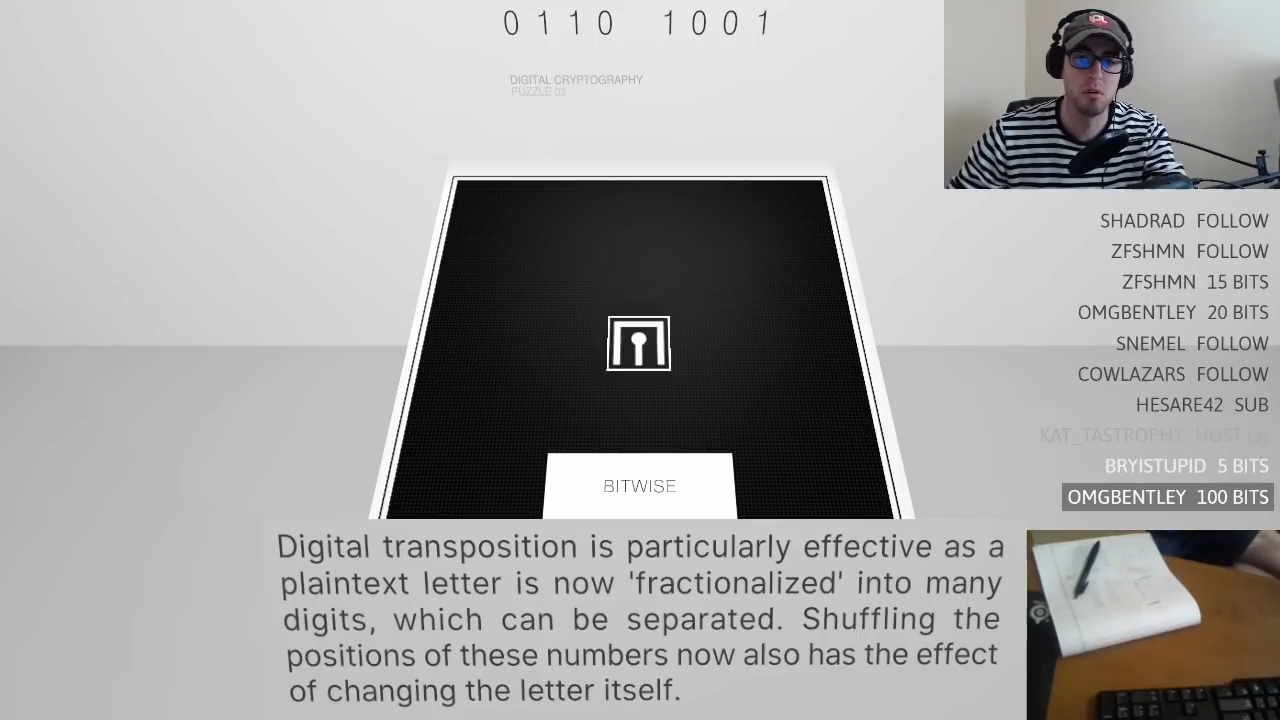 0110 1001
DIGITAL CRYPTOGRAPHY
PUZZLE 03
BITWISE
Digital transposition is particularly effective as a
plaintext letter is now 'fractionalized' into many
digits, which can be separated. Shuffling the
positions of these numbers now also has the effect
of changing the letter itself.
SHADRAD FOLLOW
ZFSHMN FOLLOW
ZFSHMN 15 BITS
OMGBENTLEY 20 BITS
SNEMEL FOLLOW
COWLAZARS FOLLOW
HESARE42 SUB
KAT_TASTROPHY HOST (3)
BRYISTUPID 5 BITS
OMGBENTLEY 100 BITS